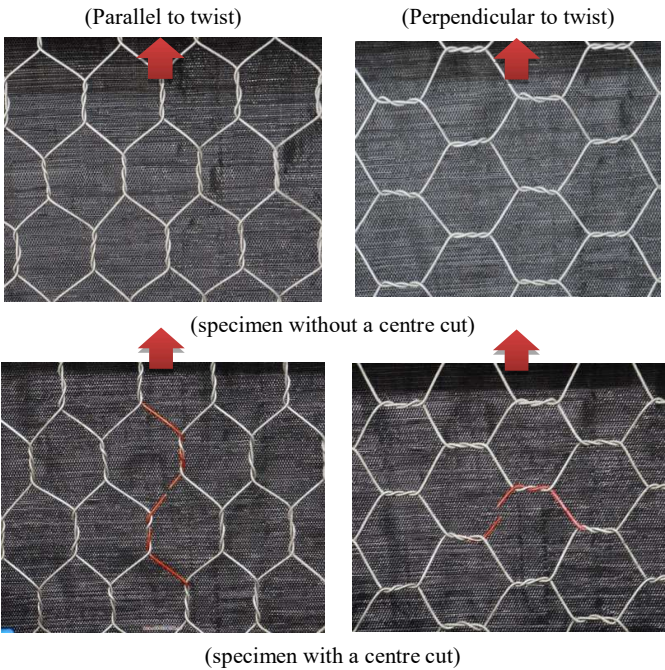 (Parallel to twist) (Perpendicular to twist)
(specimen without a centre cut)
(specimen with a centre cut)